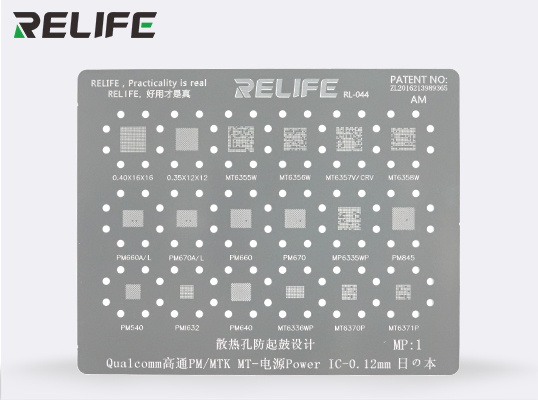 RELIFE
RELIFE , Practicality is real
RELIFE, 好用才是真
RELIFE
RL-044
PATENT NO:
ZL2016213989365
AM
0.40X16X16 0.35X12X12 MT6355W MT6356W MT6357V/CRV MT6358W
PM660A/L PM670A/L PM660 PM670 MP6335WP PM845
PM540 PMI632 PM640 MT6336WP MT6370P MT6371P
散热孔防起鼓设计 MP:1
Qualcomm高通PM/MTK MT-电源Power IC-0.12mm 日の本